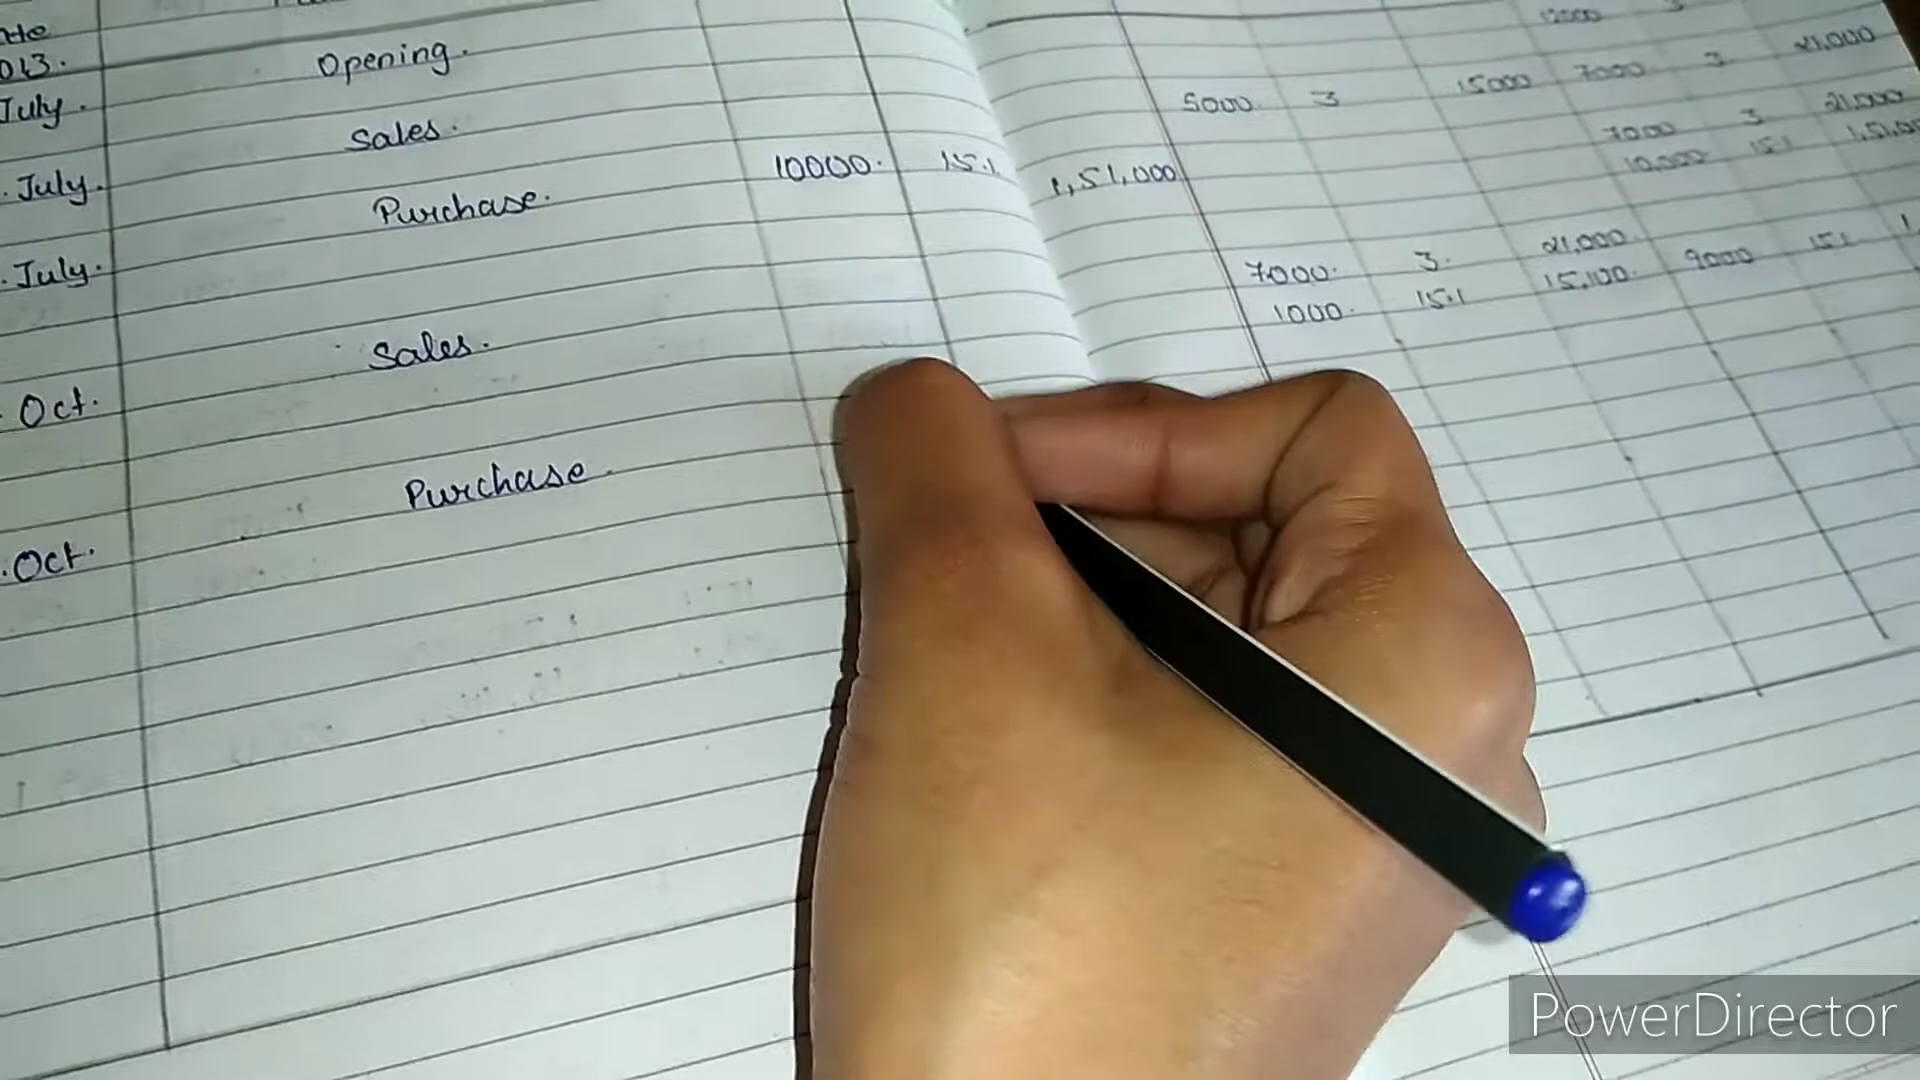 12000 3
013.
Opening.
July. Sales. 5000 3 15000 7000 3 21,000
July. Purchase. 10000. 15.1 1,51,000 7000 3 21,000
10,000 15.1
July. Sales. 7000. 3. 21,000
1000. 15.1 15,100. 9000 15.1
Oct. Purchase.
Oct.
PowerDirector